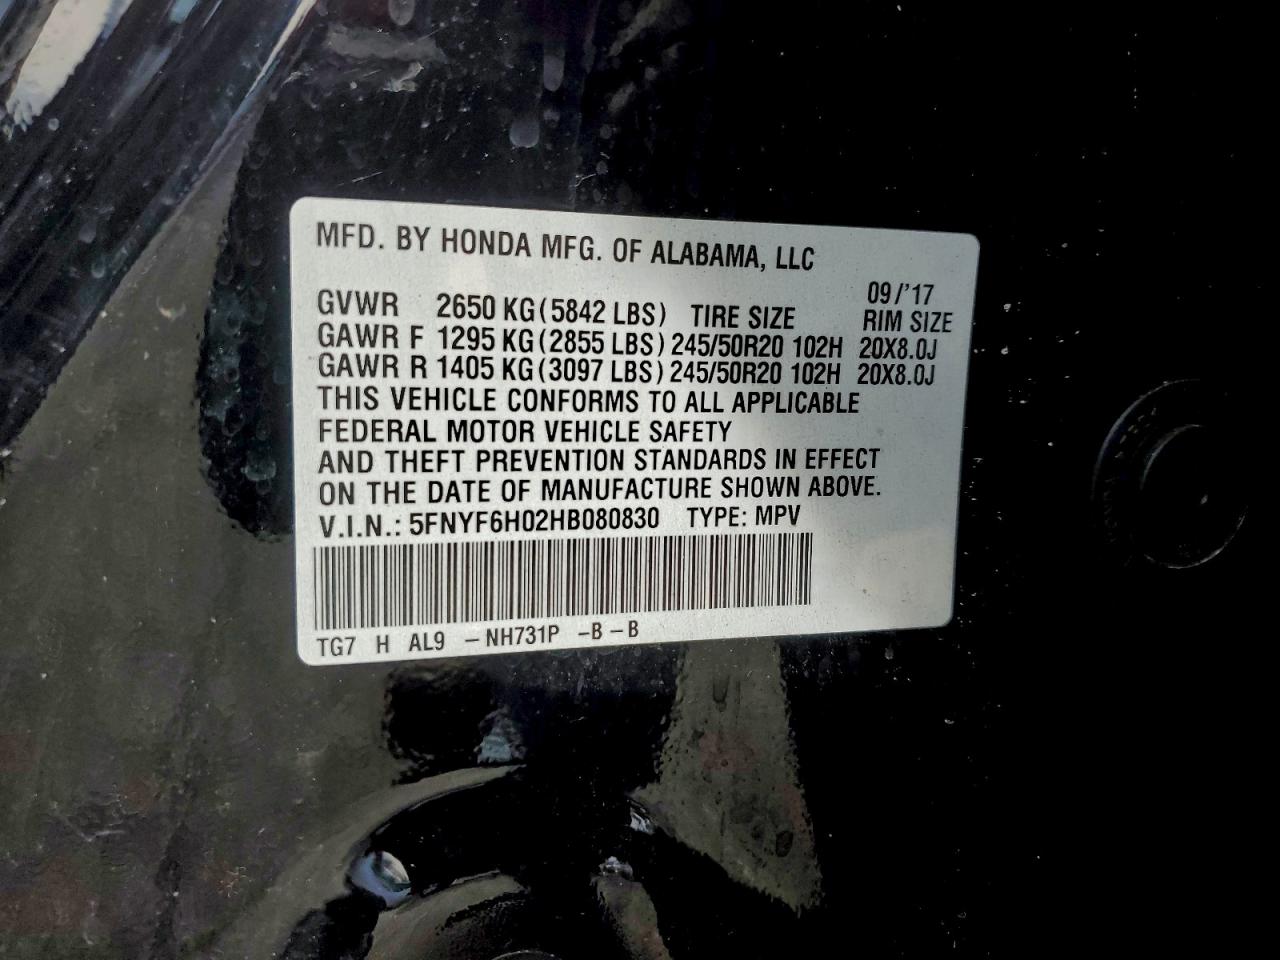 MFD. BY HONDA MFG. OF ALABAMA, LLC
09/'17
GVWR 2650 KG(5842 LBS) TIRE SIZE RIM SIZE
GAWR F 1295 KG(2855 LBS) 245/50R20 102H 20X8.0J
GAWR R 1405 KG(3097 LBS) 245/50R20 102H 20X8.0J
THIS VEHICLE CONFORMS TO ALL APPLICABLE
FEDERAL MOTOR VEHICLE SAFETY
AND THEFT PREVENTION STANDARDS IN EFFECT
ON THE DATE OF MANUFACTURE SHOWN ABOVE.
V.I.N.: 5FNYF6H02HB080830 TYPE: MPV
TG7 H AL9 -NH731P -B-B